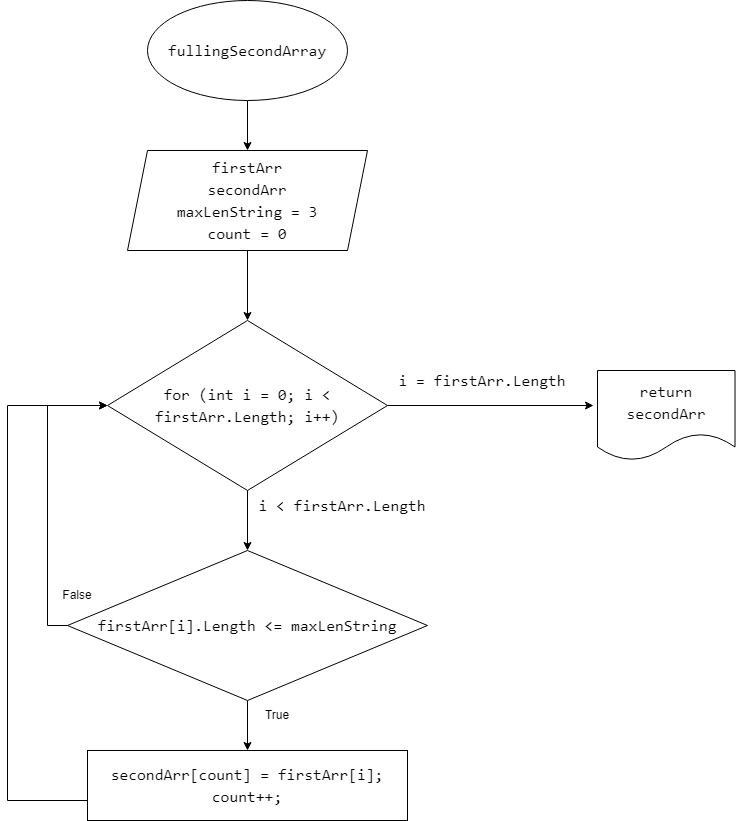 fullingSecondArray
firstArr
secondArr
maxLenString = 3
count = 0
for (int i = 0; i <
firstArr.Length; i++)
i = firstArr.Length
return
secondArr
i < firstArr.Length
False
firstArr[i].Length <= maxLenString
True
secondArr[count] = firstArr[i];
count++;